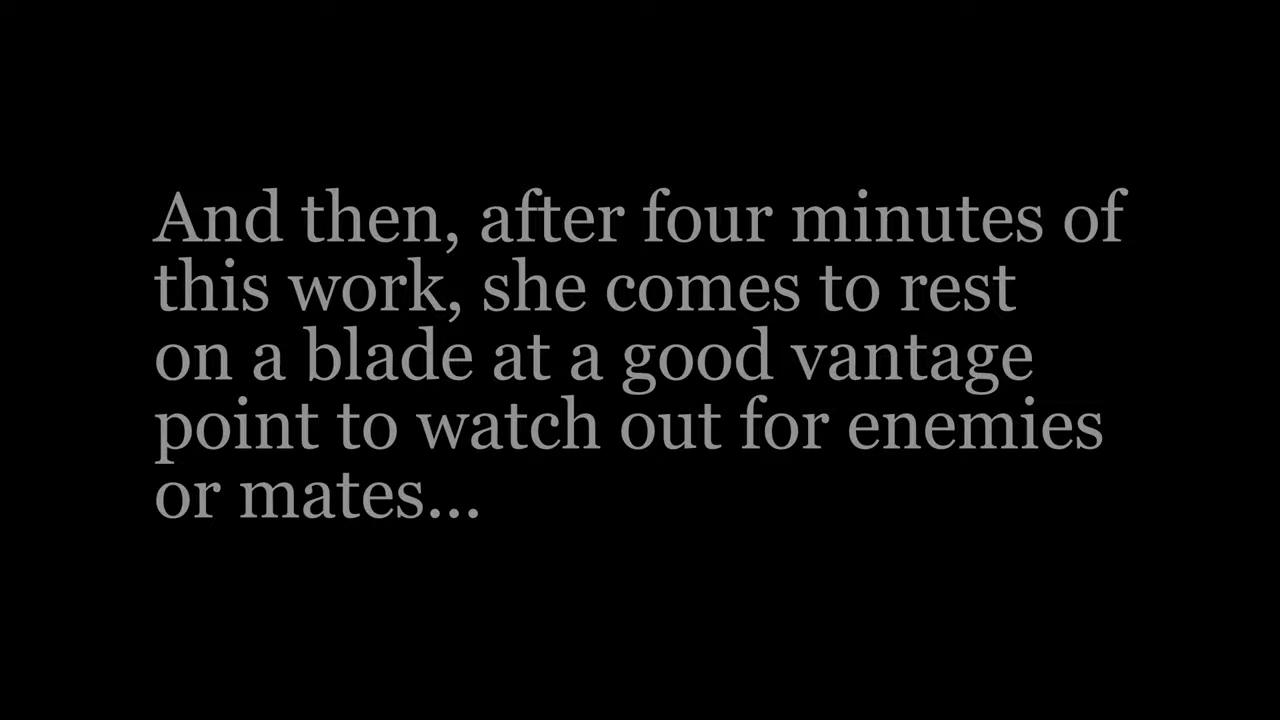 And then, after four minutes of
this work, she comes to rest
on a blade at a good vantage
point to watch out for enemies
or mates...